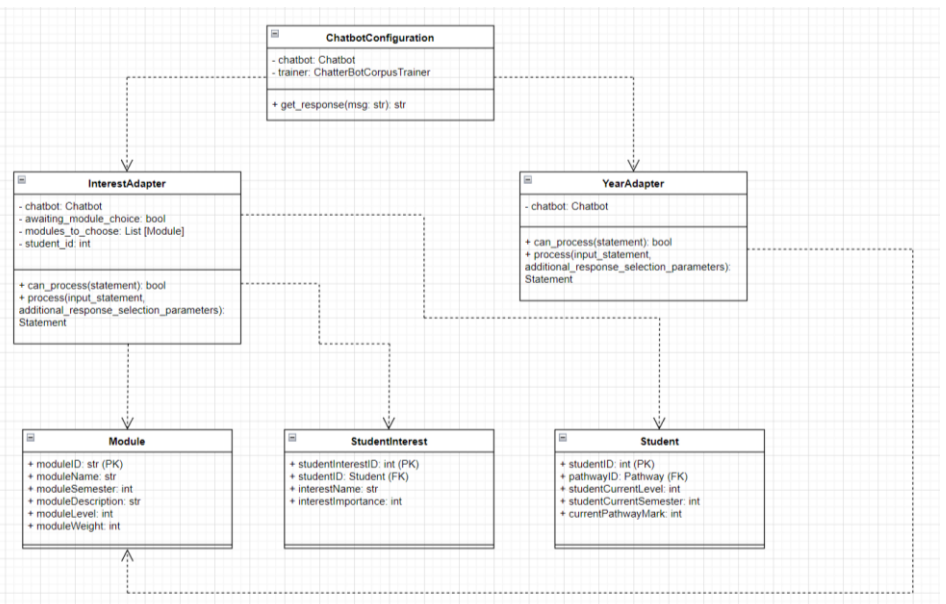 ChatbotConfiguration
- chatbot: Chatbot
- trainer: ChatterBotCorpusTrainer
+ get_response(msg: str): str
InterestAdapter
- chatbot: Chatbot
- awaiting_module_choice: bool
- modules_to_choose: List [Module]
- student_id: int
+ can_process(statement): bool
+ process(input_statement,
additional_response_selection_parameters):
Statement
YearAdapter
- chatbot: Chatbot
+ can_process(statement): bool
+ process(input_statement,
additional_response_selection_parameters):
Statement
Module
+ moduleID: str (PK)
+ moduleName: str
+ moduleSemester: int
+ moduleDescription: str
+ moduleLevel: int
+ moduleWeight: int
StudentInterest
+ studentInterestID: int (PK)
+ studentID: Student (FK)
+ interestName: str
+ interestImportance: int
Student
+ studentID: int (PK)
+ pathwayID: Pathway (FK)
+ studentCurrentLevel: int
+ studentCurrentSemester: int
+ currentPathwayMark: int